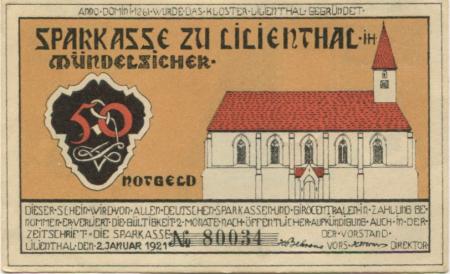 ANNO·DOMINI·1261·WURDE·DAS·KLOSTER·LILIENTHAL·GEGRÜNDET·
SPARKASSE ZU LILIENTHAL·IH
MÜNDELSICHER·
50
NOTGELD
DIESER·SCHEIN·WIRD·VON·ALLEN·DEUTSCHEN·SPARKASSEN·UND·GIROCENTRALEN·IN·ZAHLUNG·GE-
NOMMEN·ER·VERLIERT·DIE·GÜLTIGKEIT·2·MONATE·NACH·ÖFFENTLICHER·AUFKÜNDIGUNG·AUCH·IN·DER
ZEITSCHRIFT·DIE SPARKASSE· DER·VORSTAND·
LILIENTHAL·DEN·2. JANUAR 1921 No 80034 VORS· DIREKTOR·